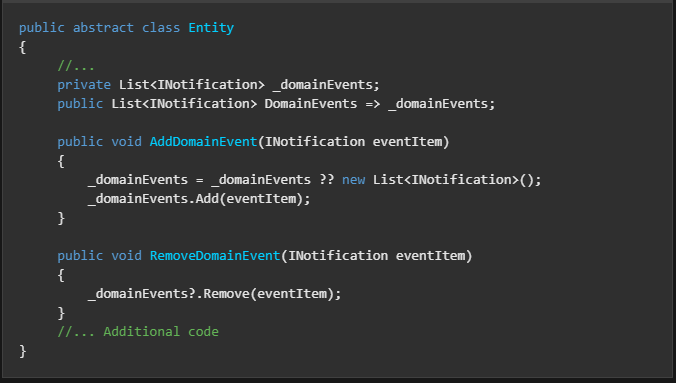 public abstract class Entity
{
//...
private List<INotification> _domainEvents;
public List<INotification> DomainEvents => _domainEvents;
public void AddDomainEvent(INotification eventItem)
{
_domainEvents = _domainEvents ?? new List<INotification>();
_domainEvents.Add(eventItem);
}
public void RemoveDomainEvent(INotification eventItem)
{
_domainEvents?.Remove(eventItem);
}
//... Additional code
}